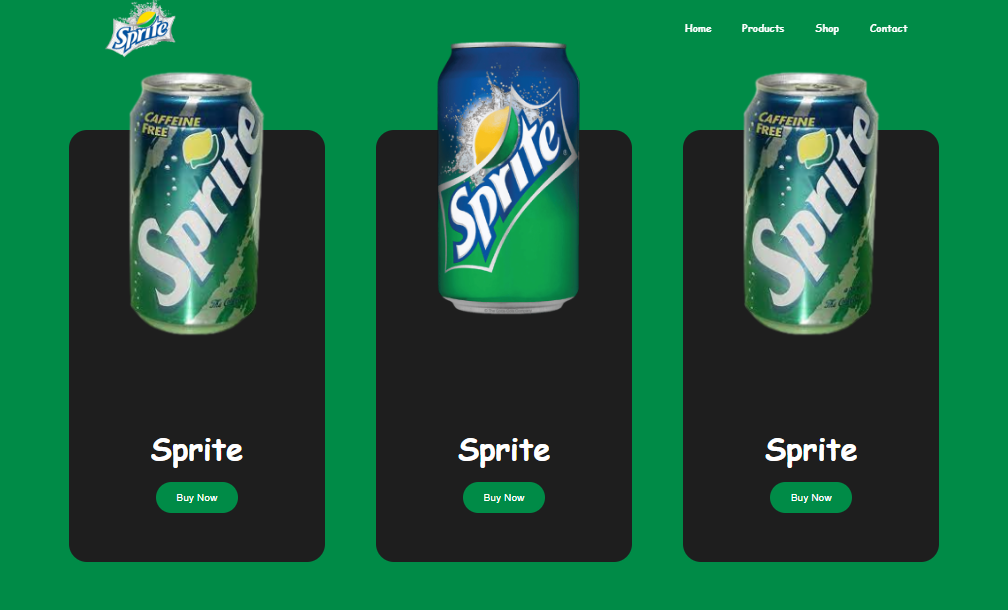 Sprite
Home Products Shop Contact
CAFFEINE
FREE
Sprite
Sprite
CAFFEINE
FREE
Sprite
Sprite
Sprite
Sprite
Buy Now
Buy Now
Buy Now